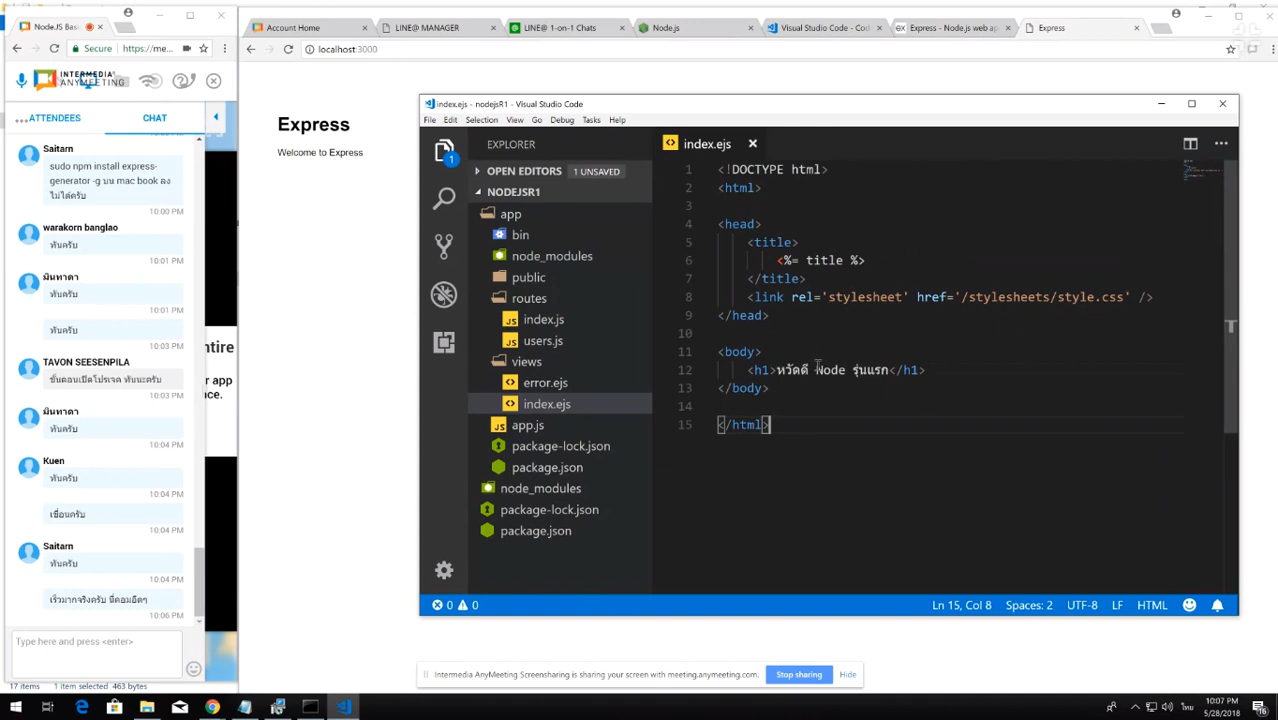 NodeJS Bas
Account Home
LINE@ MANAGER
LINE@ 1-on-1 Chats
Node.js
Visual Studio Code - Cod
Express - Node.js web ap
Express
Secure
https://me...
localhost:3000
INTERMEDIA
ANYMEETING
ATTENDEES
CHAT
Saitarn
sudo npm install express-
generator -g บน mac book ลง
ไม่ได้ครับ
10:00 PM
warakorn banglao
ทันครับ
10:01 PM
มินทาดา
ทันครับ
10:01 PM
ทันครับ
10:03 PM
TAVON SEESENPILA
ขั้นตอนเปิดโปรเจค ทันนะครับ
10:03 PM
มินทาดา
ทันครับ
10:04 PM
Kuen
ทันครับ
10:04 PM
เขื่อนครับ
10:04 PM
Saitarn
ทันครับ
10:04 PM
เร็วมากจริงครับ นี่คอมอืดๆ
10:06 PM
Type here and press <enter>
17 items
1 item selected 463 bytes
ntire
r app
ce.
Express
Welcome to Express
index.ejs - nodejsR1 - Visual Studio Code
File Edit Selection View Go Debug Tasks Help
EXPLORER
OPEN EDITORS 1 UNSAVED
NODEJSR1
app
bin
node_modules
public
routes
index.js
users.js
views
error.ejs
index.ejs
app.js
package-lock.json
package.json
node_modules
package-lock.json
package.json
index.ejs
1 <!DOCTYPE html>
2 <html>
3
4 <head>
5 <title>
6 <%= title %>
7 </title>
8 <link rel='stylesheet' href='/stylesheets/style.css' />
9 </head>
10
11 <body>
12 <h1>หวัดดี Node รุ่นแรก</h1>
13 </body>
14
15 </html>
0 0
Ln 15, Col 8 Spaces: 2 UTF-8 LF HTML
Intermedia AnyMeeting Screensharing is sharing your screen with meeting.anymeeting.com.
Stop sharing
Hide
ไทย
10:07 PM
5/28/2018
16